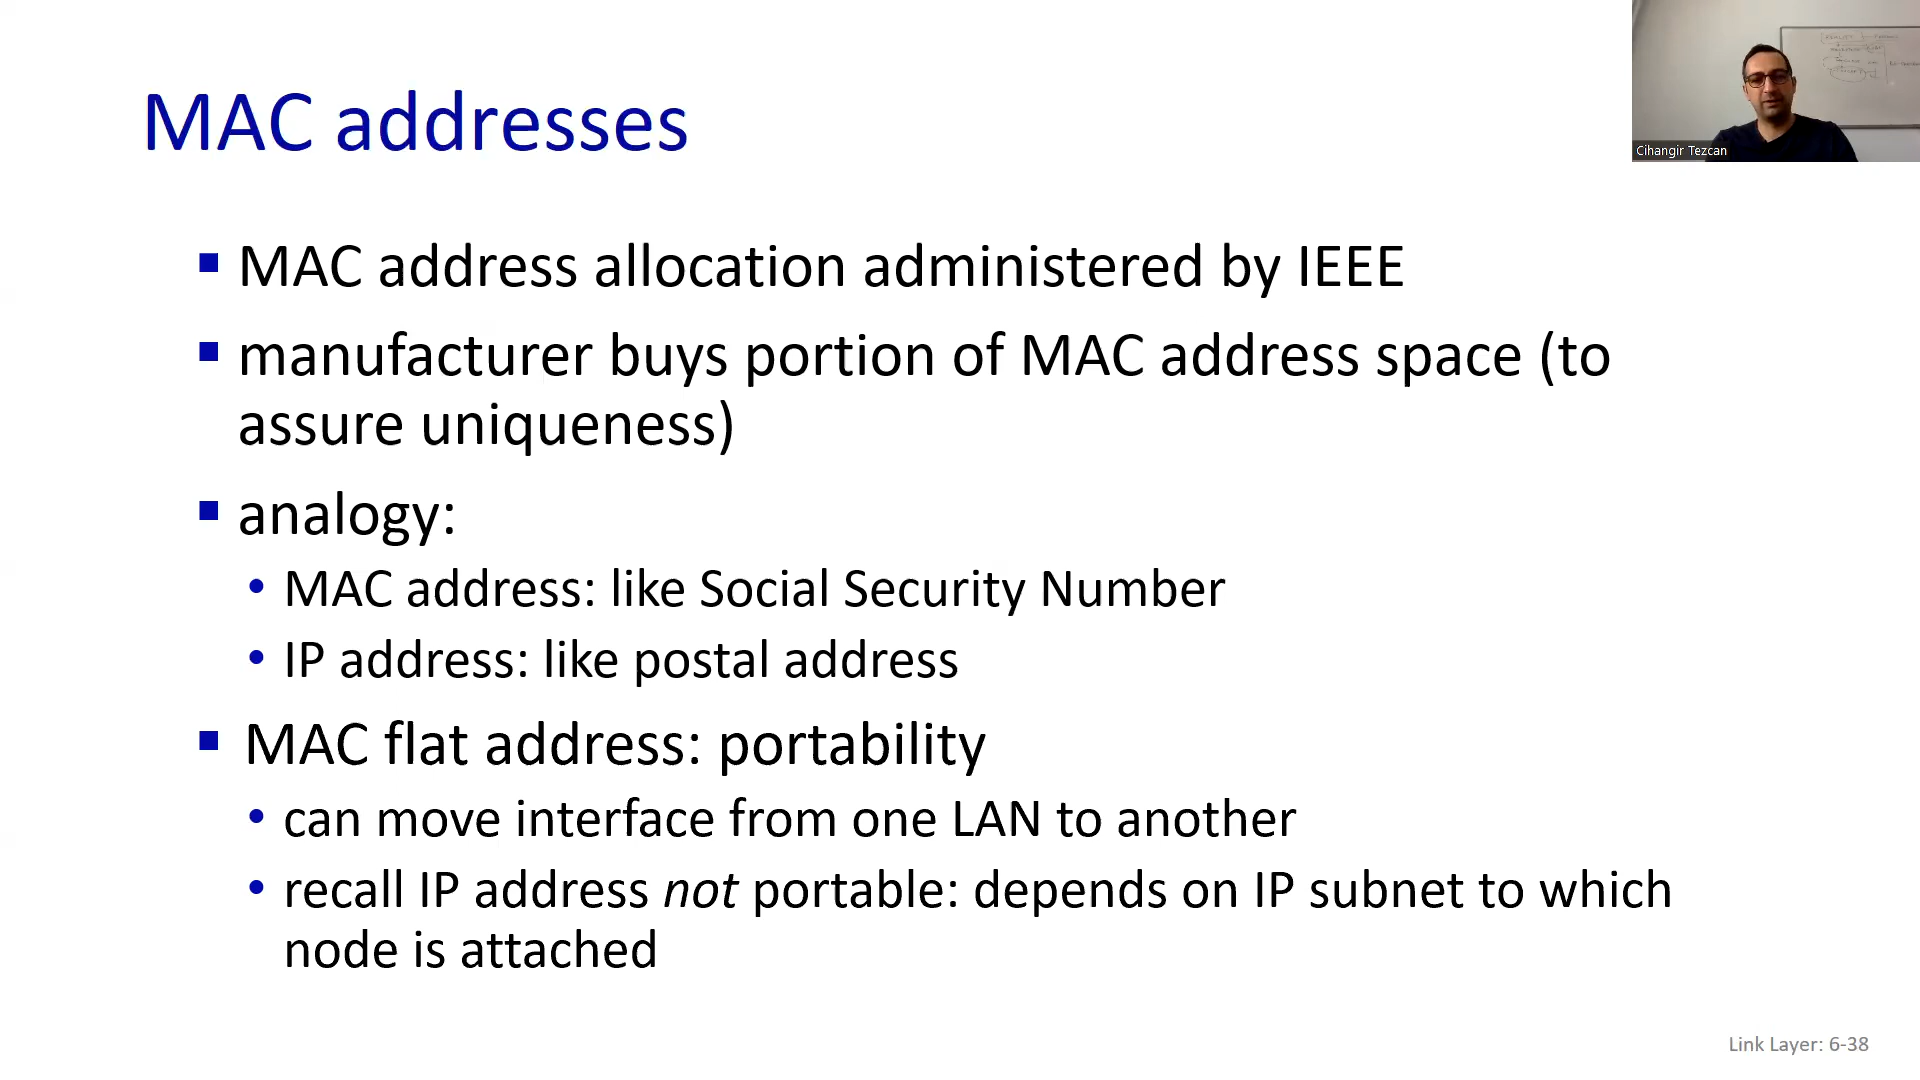 MAC addresses
Cihangir Tezcan
▪ MAC address allocation administered by IEEE
▪ manufacturer buys portion of MAC address space (to
assure uniqueness)
▪ analogy:
• MAC address: like Social Security Number
• IP address: like postal address
▪ MAC flat address: portability
• can move interface from one LAN to another
• recall IP address not portable: depends on IP subnet to which
node is attached
Link Layer: 6-38